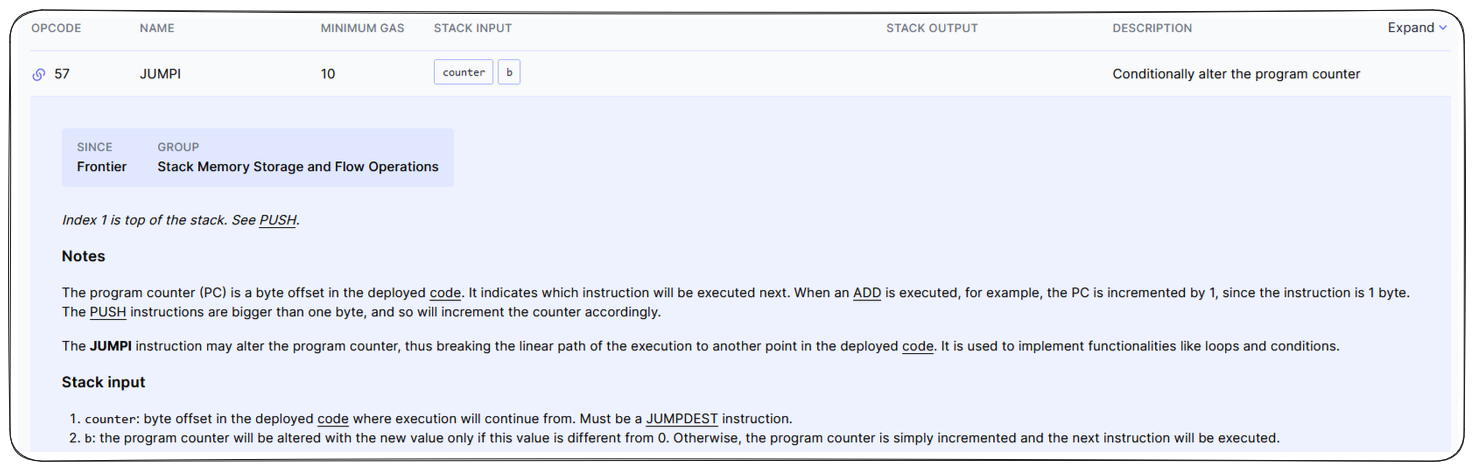 OPCODE NAME MINIMUM GAS STACK INPUT STACK OUTPUT DESCRIPTION Expand
57 JUMPI 10 counter b Conditionally alter the program counter
SINCE GROUP
Frontier Stack Memory Storage and Flow Operations
Index 1 is top of the stack. See PUSH.
Notes
The program counter (PC) is a byte offset in the deployed code. It indicates which instruction will be executed next. When an ADD is executed, for example, the PC is incremented by 1, since the instruction is 1 byte.
The PUSH instructions are bigger than one byte, and so will increment the counter accordingly.
The JUMPI instruction may alter the program counter, thus breaking the linear path of the execution to another point in the deployed code. It is used to implement functionalities like loops and conditions.
Stack input
1. counter: byte offset in the deployed code where execution will continue from. Must be a JUMPDEST instruction.
2. b: the program counter will be altered with the new value only if this value is different from 0. Otherwise, the program counter is simply incremented and the next instruction will be executed.